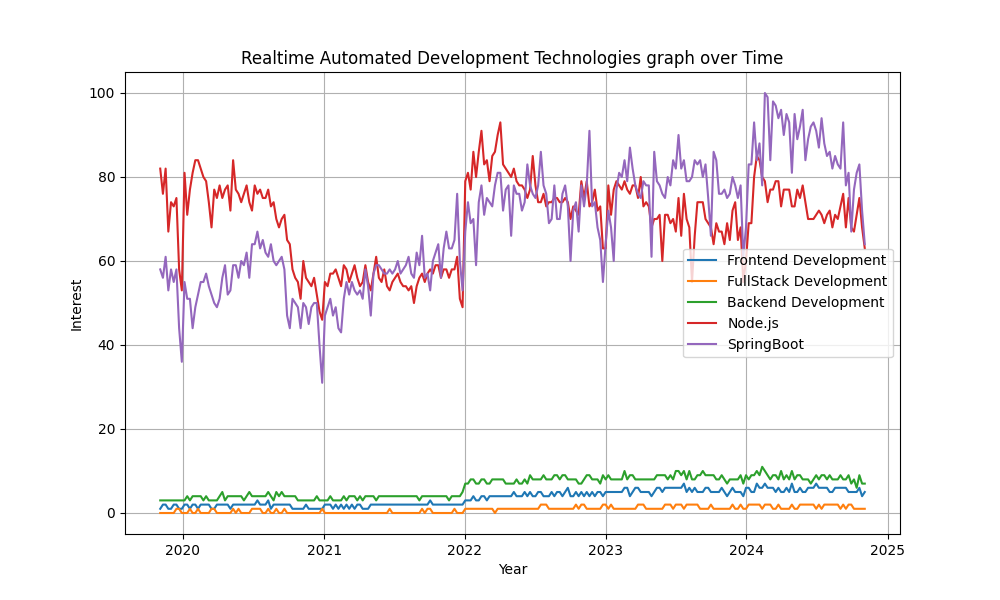 Realtime Automated Development Technologies graph over Time
100
80
60
40
20
0
Interest
Frontend Development
FullStack Development
Backend Development
Node.js
SpringBoot
2020
2021
2022
2023
2024
2025
Year